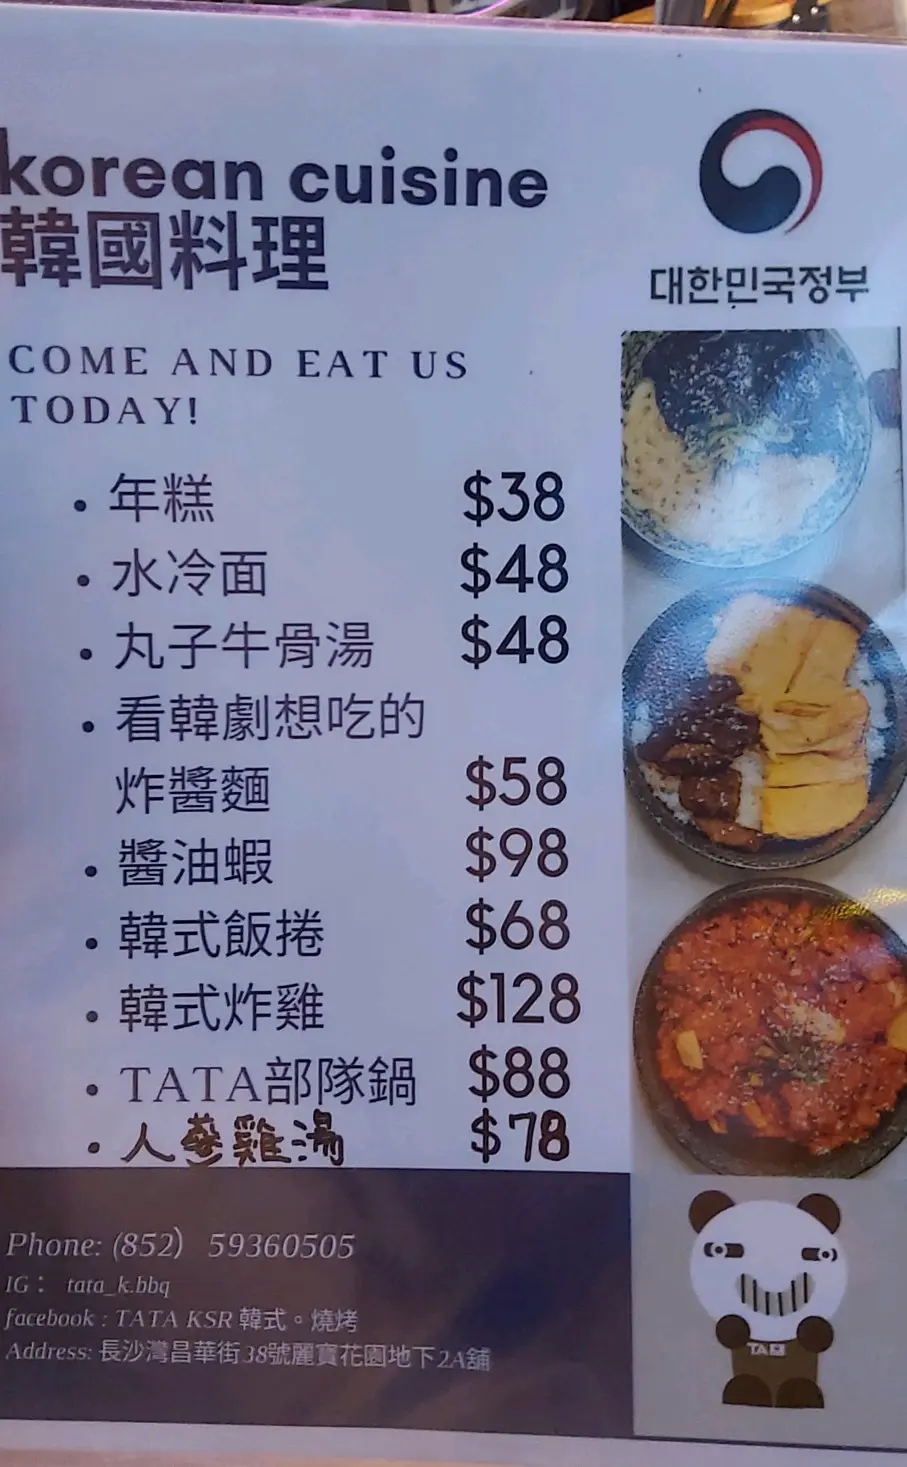 korean cuisine
韓國料理
대한민국정부
COME AND EAT US
TODAY!
• 年糕 $38
• 水冷面 $48
• 丸子牛骨湯 $48
• 看韓劇想吃的
炸醬麵 $58
• 醬油蝦 $98
• 韓式飯捲 $68
• 韓式炸雞 $128
• TATA部隊鍋 $88
• 人蔘雞湯 $78
Phone: (852) 59360505
IG： tata_k.bbq
facebook : TATA KSR 韓式。燒烤
Address: 長沙灣昌華街38號麗寶花園地下2A舖